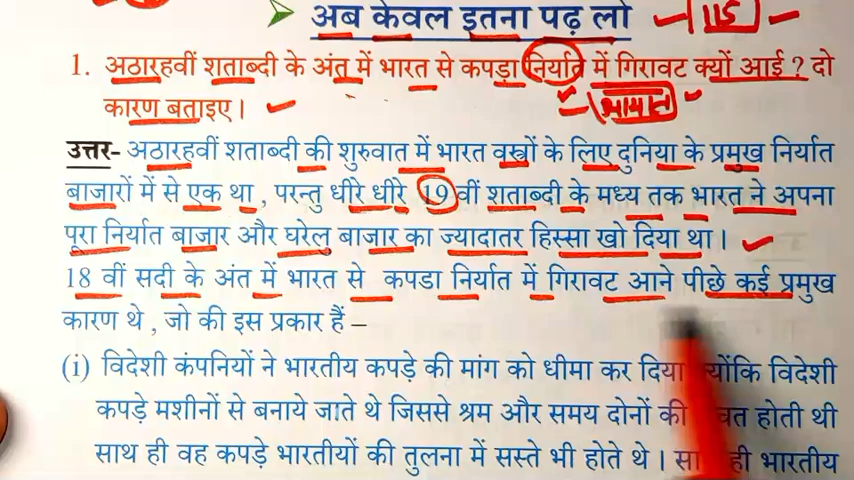 अब केवल इतना पढ़ लो
1. अठारहवीं शताब्दी के अंत में भारत से कपड़ा निर्यात में गिरावट क्यों आई ? दो
कारण बताइए।
आयात
उत्तर- अठारहवीं शताब्दी की शुरुवात में भारत वस्त्रों के लिए दुनिया के प्रमुख निर्यात
बाजारों में से एक था , परन्तु धीरे धीरे 19 वीं शताब्दी के मध्य तक भारत ने अपना
पूरा निर्यात बाजार और घरेलु बाजार का ज्यादातर हिस्सा खो दिया था।
18 वीं सदी के अंत में भारत से कपडा निर्यात में गिरावट आने पीछे कई प्रमुख
कारण थे , जो की इस प्रकार हैं –
(i) विदेशी कंपनियों ने भारतीय कपड़े की मांग को धीमा कर दिया क्योंकि विदेशी
कपड़े मशीनों से बनाये जाते थे जिससे श्रम और समय दोनों की होती थी
साथ ही वह कपड़े भारतीयों की तुलना में सस्ते भी होते थे। ही भारतीय